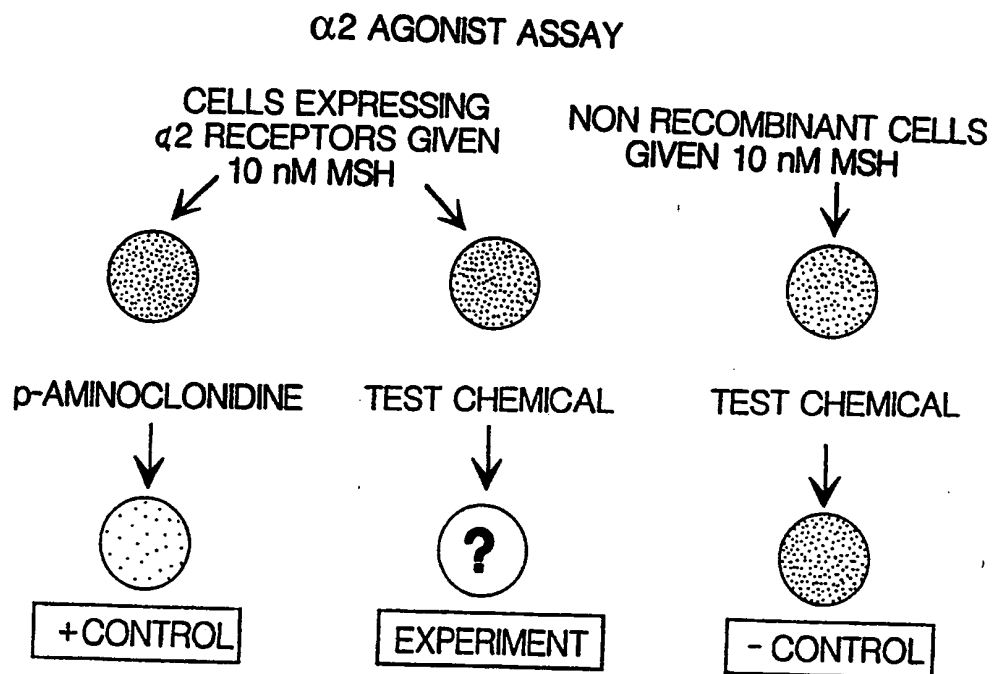 α2 AGONIST ASSAY
CELLS EXPRESSING
α2 RECEPTORS GIVEN
10 nM MSH
NON RECOMBINANT CELLS
GIVEN 10 nM MSH
p-AMINOCLONIDINE
TEST CHEMICAL
TEST CHEMICAL
?
+CONTROL
EXPERIMENT
- CONTROL